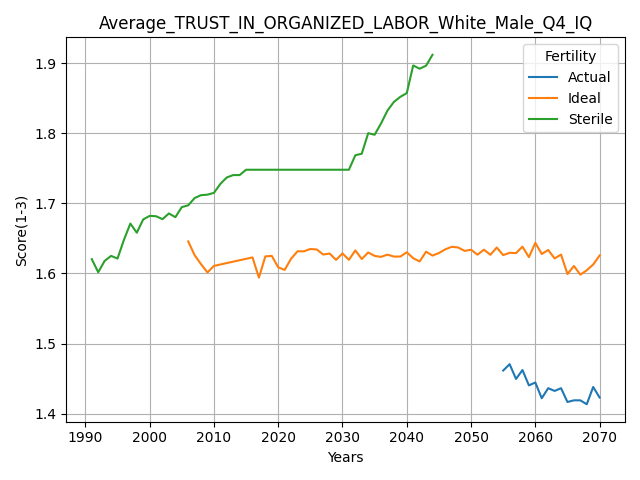 Average_TRUST_IN_ORGANIZED_LABOR_White_Male_Q4_IQ
Fertility
Actual
Ideal
Sterile
Score(1-3)
1.9
1.8
1.7
1.6
1.5
1.4
1990 2000 2010 2020 2030 2040 2050 2060 2070
Years